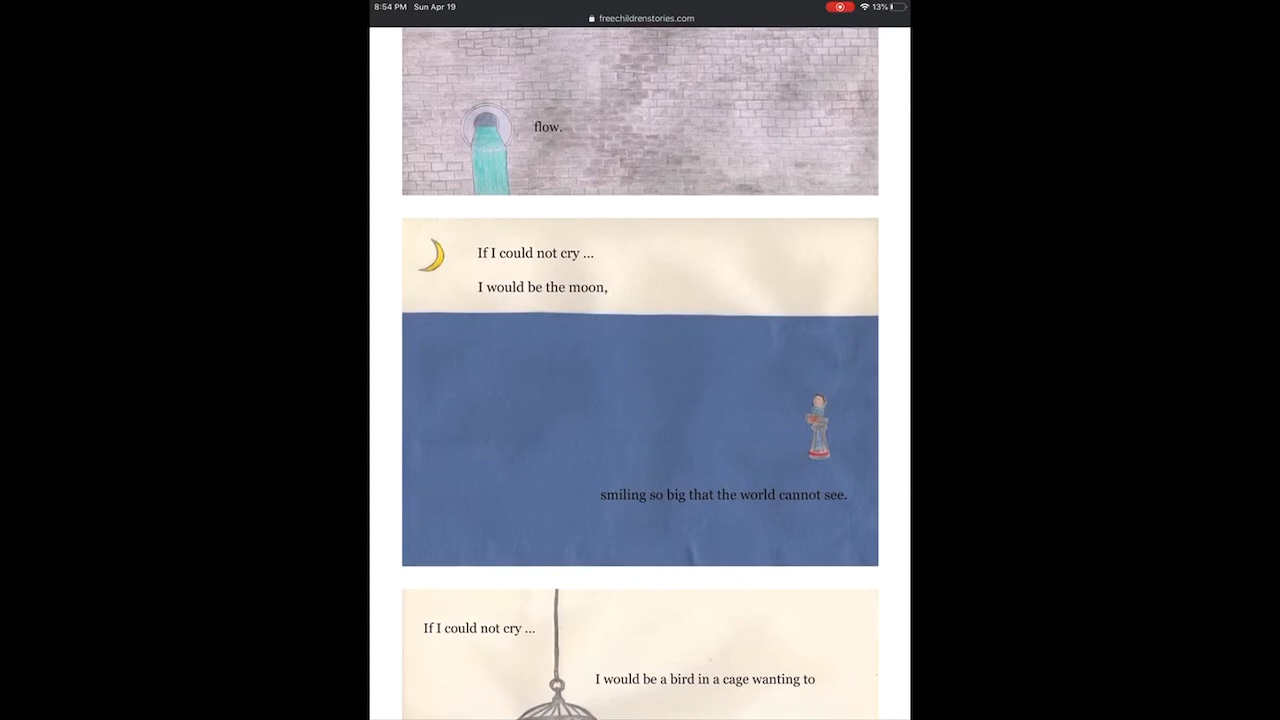 8:54 PM Sun Apr 19
13%
freechildrenstories.com
flow.
If I could not cry ...
I would be the moon,
smiling so big that the world cannot see.
If I could not cry ...
I would be a bird in a cage wanting to